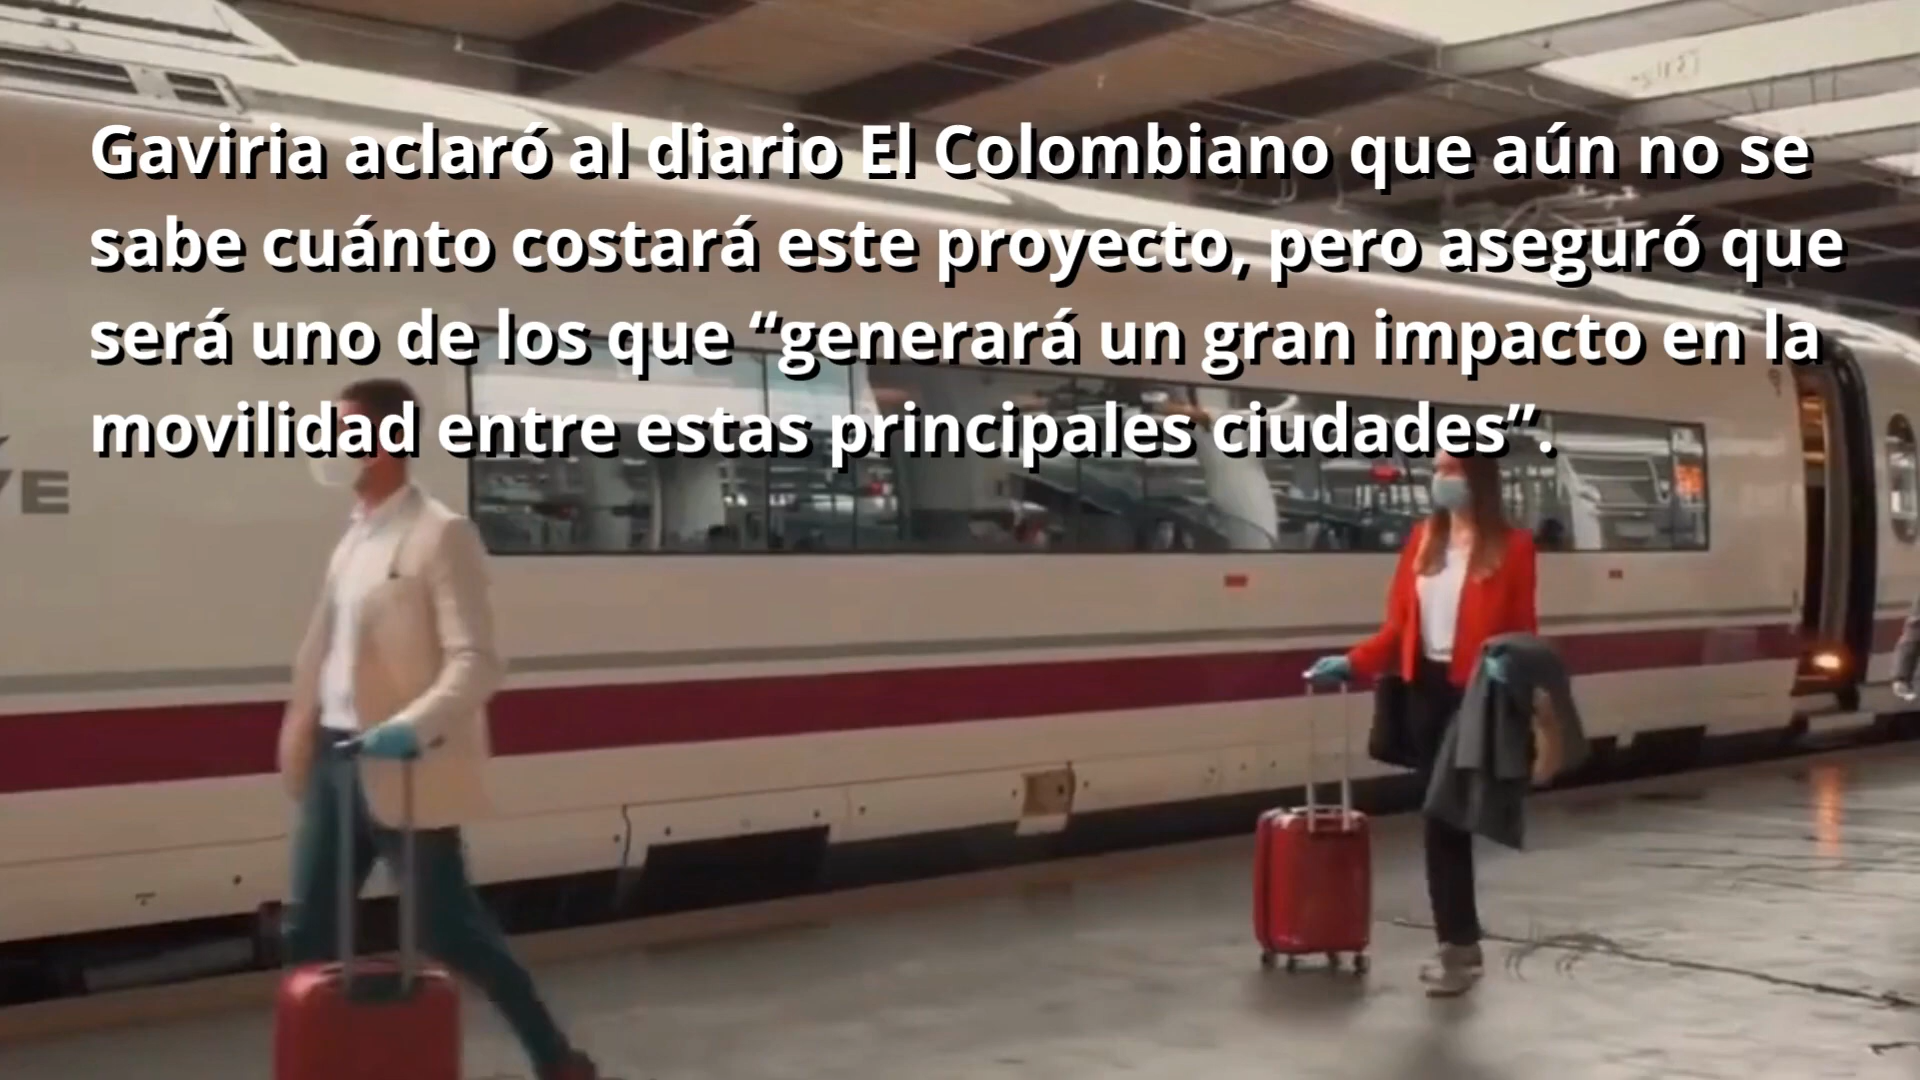 Gaviria aclaró al diario El Colombiano que aún no se
sabe cuánto costará este proyecto, pero aseguró que
será uno de los que “generará un gran impacto en la
movilidad entre estas principales ciudades”.